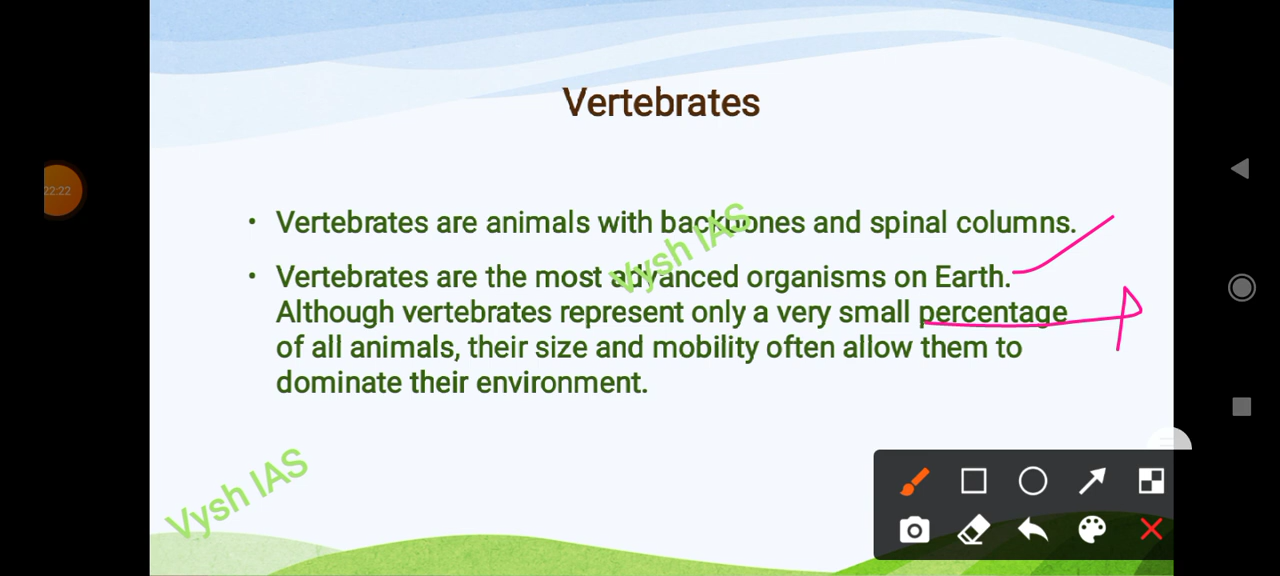 Vertebrates
22:22
• Vertebrates are animals with backbones and spinal columns.
• Vertebrates are the most advanced organisms on Earth.
Although vertebrates represent only a very small percentage
of all animals, their size and mobility often allow them to
dominate their environment.
Vysh IAS
Vysh IAS